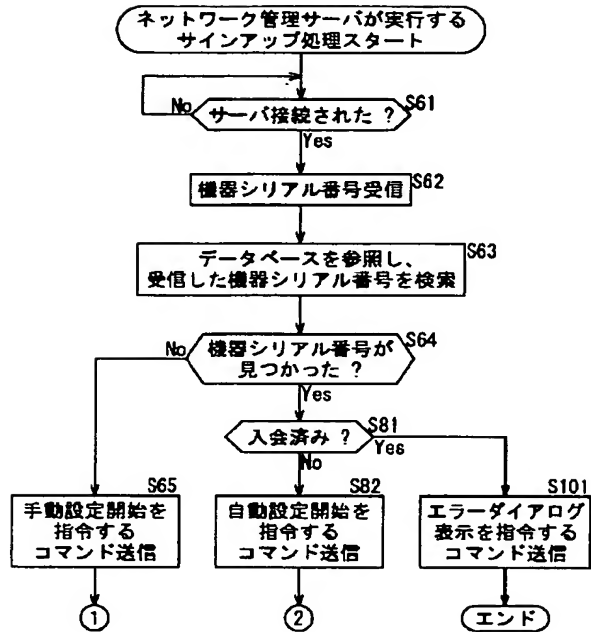 ネットワーク管理サーバが実行する
サインアップ処理スタート
No
サーバ接続された ?
S61
Yes
機器シリアル番号受信
S62
データベースを参照し、
受信した機器シリアル番号を検索
S63
No
機器シリアル番号が
見つかった ?
S64
Yes
入会済み ?
S81
Yes
No
S65
手動設定開始を
指令する
コマンド送信
S82
自動設定開始を
指令する
コマンド送信
S101
エラーダイアログ
表示を指令する
コマンド送信
1
2
エンド